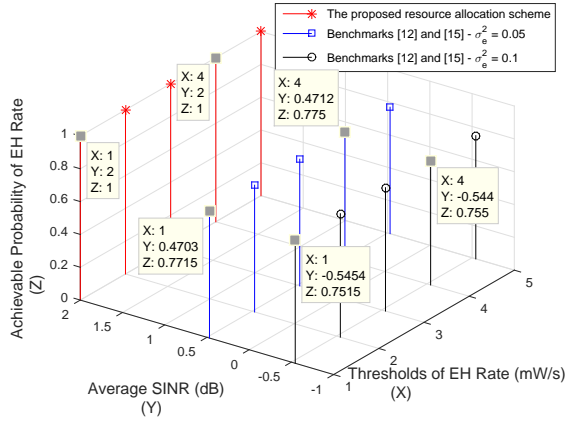 The proposed resource allocation scheme
Benchmarks [12] and [15] - σ_e^2 = 0.05
Benchmarks [12] and [15] - σ_e^2 = 0.1
X: 4
Y: 2
Z: 1
X: 4
Y: 0.4712
Z: 0.775
X: 1
Y: 2
Z: 1
X: 4
Y: -0.544
Z: 0.755
X: 1
Y: 0.4703
Z: 0.7715
X: 1
Y: -0.5454
Z: 0.7515
Achievable Probability of EH Rate
(Z)
1
0.8
0.6
0.4
0.2
0
2
1.5
1
0.5
0
-0.5
-1
Average SINR (dB)
(Y)
1
2
3
4
5
Thresholds of EH Rate (mW/s)
(X)